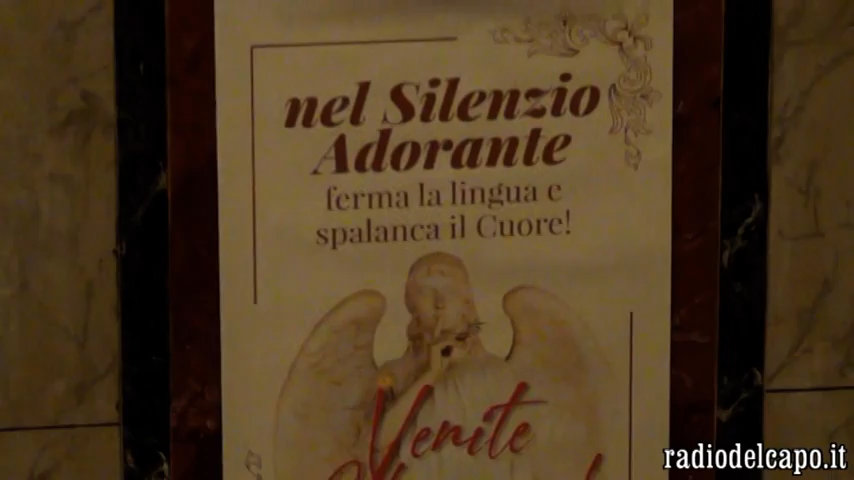 nel Silenzio
Adorante
ferma la lingua e
spalanca il Cuore!
Venite
radiodelcapo.it